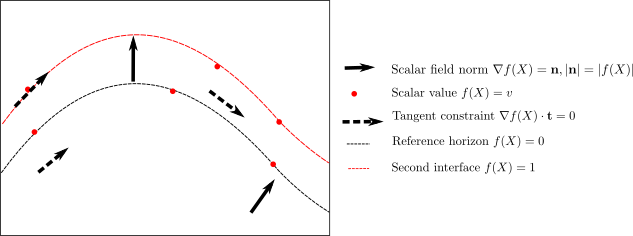 Scalar field norm ∇f(X) = n, |n| = |f(X)|
Scalar value f(X) = v
Tangent constraint ∇f(X) · t = 0
Reference horizon f(X) = 0
Second interface f(X) = 1